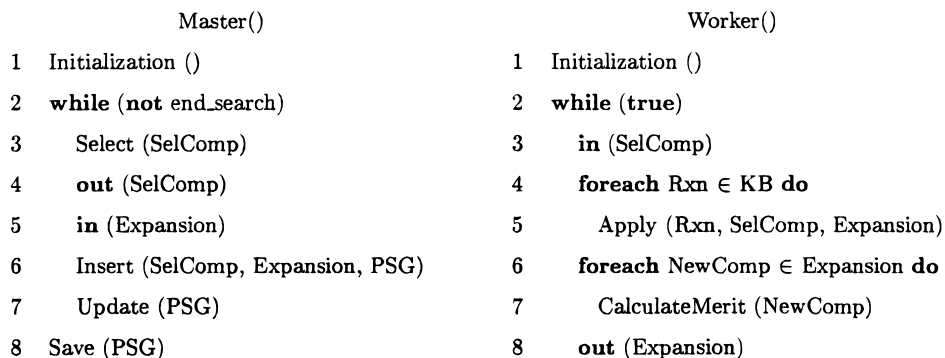 Master()
1 Initialization ()
2 while (not end_search)
3 Select (SelComp)
4 out (SelComp)
5 in (Expansion)
6 Insert (SelComp, Expansion, PSG)
7 Update (PSG)
8 Save (PSG)
Worker()
1 Initialization ()
2 while (true)
3 in (SelComp)
4 foreach Rxn ∈ KB do
5 Apply (Rxn, SelComp, Expansion)
6 foreach NewComp ∈ Expansion do
7 CalculateMerit (NewComp)
8 out (Expansion)